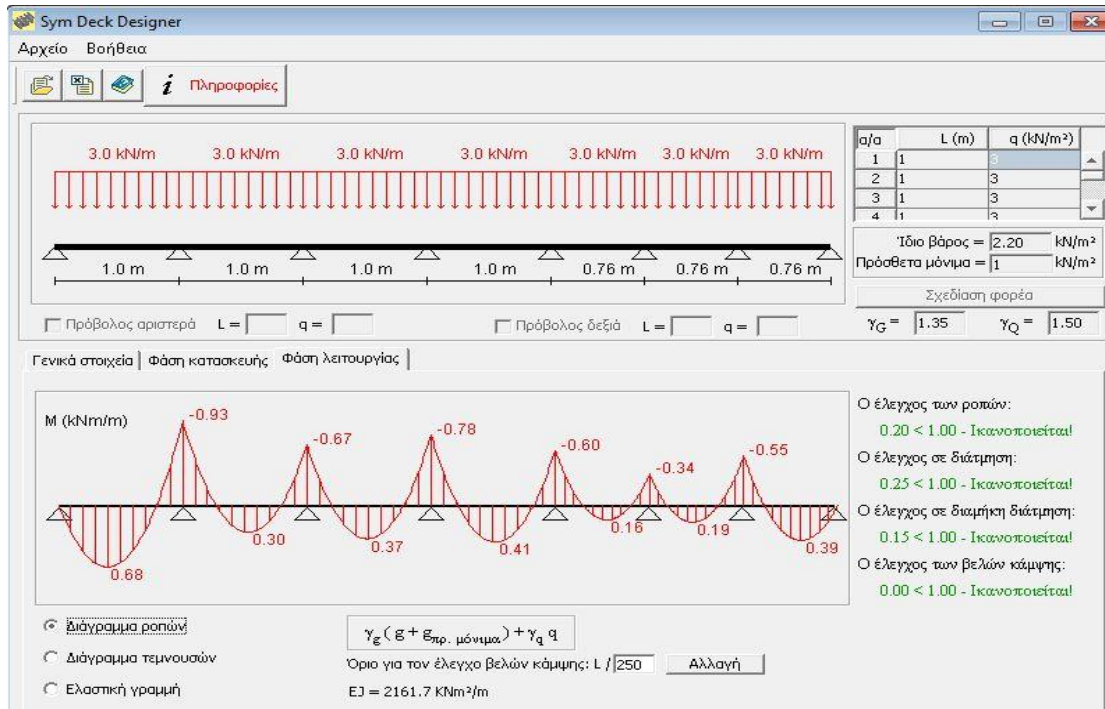 Sym Deck Designer
Αρχείο Βοήθεια
i Πληροφορίες
3.0 kN/m 3.0 kN/m 3.0 kN/m 3.0 kN/m 3.0 kN/m 3.0 kN/m 3.0 kN/m
1.0 m 1.0 m 1.0 m 1.0 m 0.76 m 0.76 m 0.76 m
α/α L (m) q (kN/m²)
1 1 3
2 1 3
3 1 3
4 1 3
Ίδιο βάρος = 2.20 kN/m²
Πρόσθετα μόνιμα = 1 kN/m²
Σχεδίαση φορέα
Πρόβολος αριστερά L = q =
Πρόβολος δεξιά L = q =
γG = 1.35 γQ = 1.50
Γενικά στοιχεία Φάση κατασκευής Φάση λειτουργίας
M (kNm/m)
-0.93 -0.67 -0.78 -0.60 -0.34 -0.55
0.68 0.30 0.37 0.41 0.16 0.19 0.39
Ο έλεγχος των ροπών:
0.20 < 1.00 - Ικανοποιείται!
Ο έλεγχος σε διάτμηση:
0.25 < 1.00 - Ικανοποιείται!
Ο έλεγχος σε διαμήκη διάτμηση:
0.15 < 1.00 - Ικανοποιείται!
Ο έλεγχος των βελών κάμψης:
0.00 < 1.00 - Ικανοποιείται!
Διάγραμμα ροπών
Διάγραμμα τεμνουσών
Ελαστική γραμμή
γg ( g + gπρ. μόνιμα ) + γq q
Όριο για τον έλεγχο βελών κάμψης: L / 250 Αλλαγή
EJ = 2161.7 KNm²/m